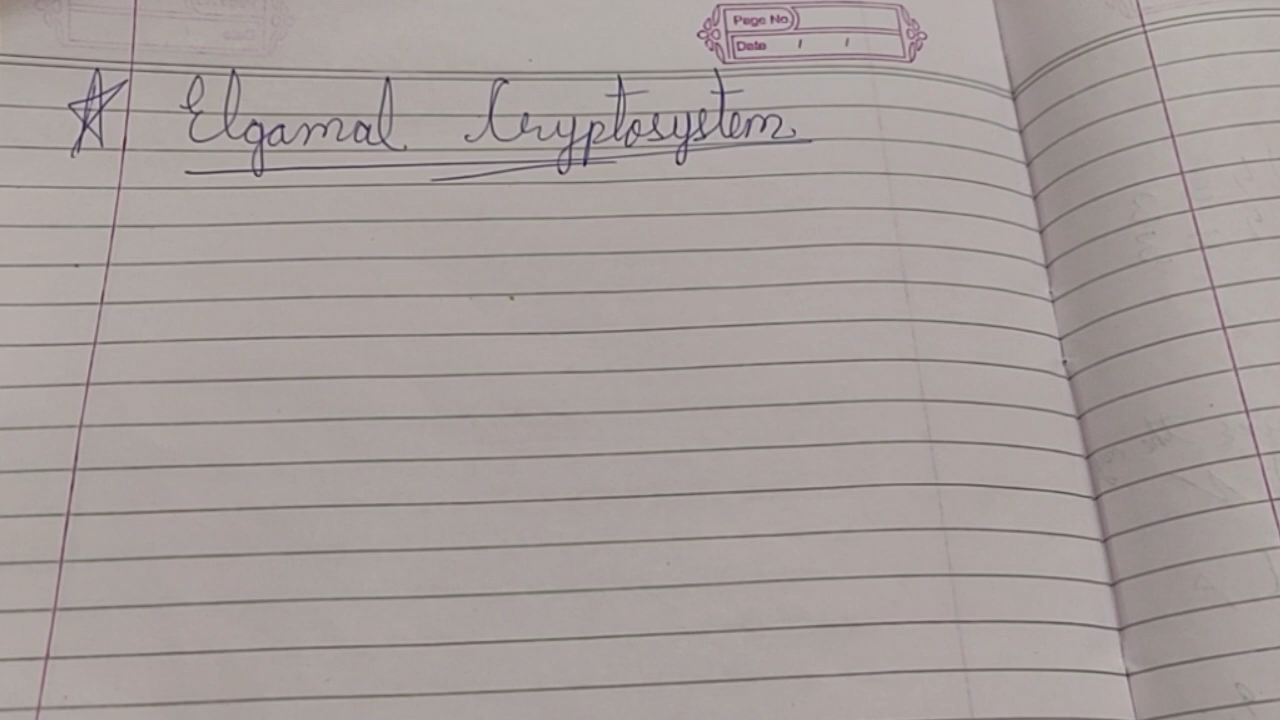 Page No
Date / /
☆ Elgamal Cryptosystem